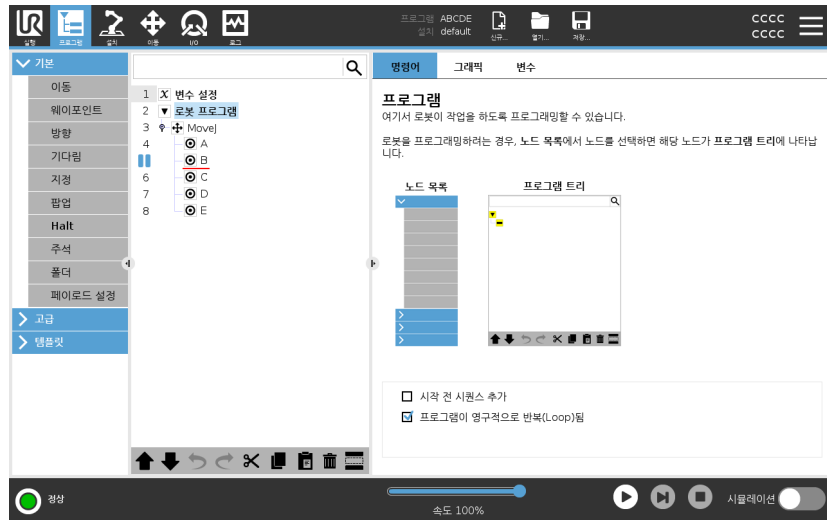 UR
실행
프로그램
설치
이동
I/O
로그
프로그램 ABCDE
설치 default
신규...
열기...
저장...
CCCC
CCCC
기본
이동
웨이포인트
방향
기다림
지정
팝업
Halt
주석
폴더
페이로드 설정
고급
템플릿
1 X 변수 설정
2 로봇 프로그램
3 MoveJ
4 A
B
6 C
7 D
8 E
명령어 그래픽 변수
프로그램
여기서 로봇이 작업을 하도록 프로그래밍할 수 있습니다.
로봇을 프로그래밍하려는 경우, 노드 목록에서 노드를 선택하면 해당 노드가 프로그램 트리에 나타납
니다.
노드 목록 프로그램 트리
시작 전 시퀀스 추가
프로그램이 영구적으로 반복(Loop)됨
정상
속도 100%
시뮬레이션